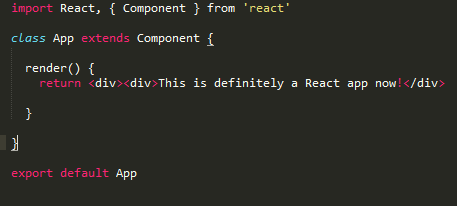 import React, { Component } from 'react'
class App extends Component {
render() {
return <div><div>This is definitely a React app now!</div>
}
}
export default App